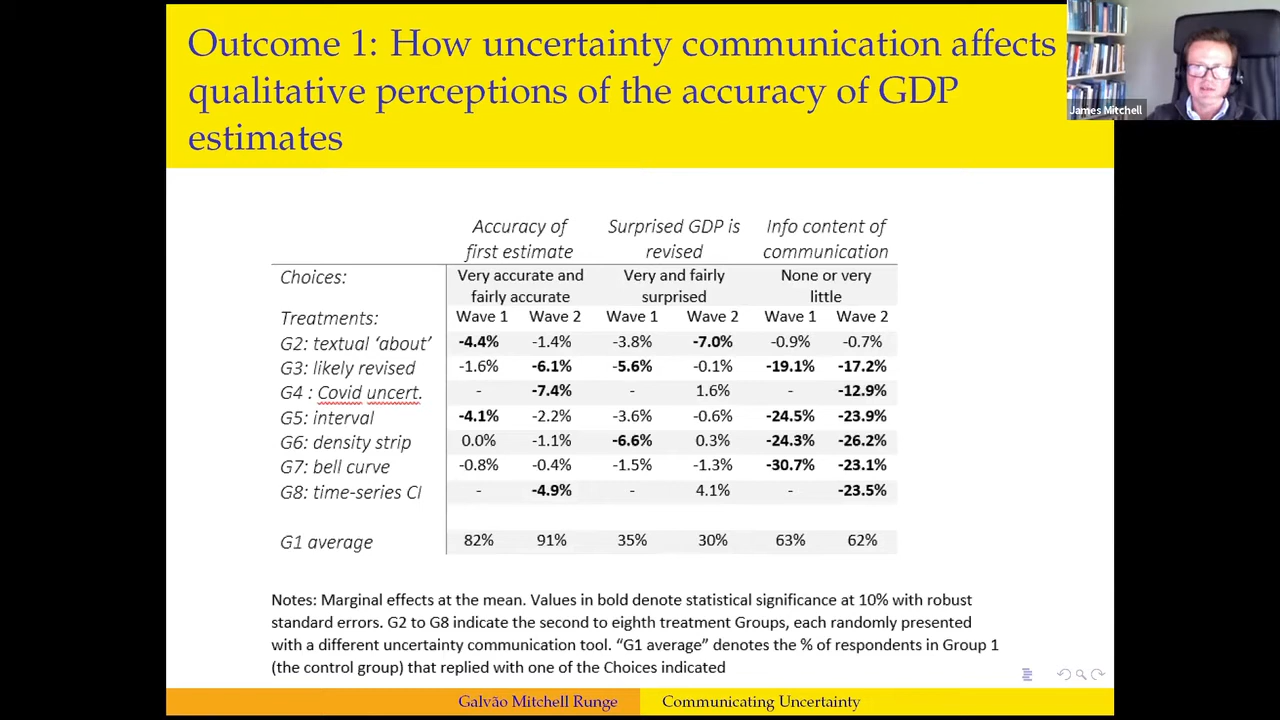 Outcome 1: How uncertainty communication affects
qualitative perceptions of the accuracy of GDP
estimates
James Mitchell
Accuracy of Surprised GDP is Info content of
first estimate revised communication
Choices: Very accurate and Very and fairly None or very
fairly accurate surprised little
Treatments: Wave 1 Wave 2 Wave 1 Wave 2 Wave 1 Wave 2
G2: textual ‘about’ -4.4% -1.4% -3.8% -7.0% -0.9% -0.7%
G3: likely revised -1.6% -6.1% -5.6% -0.1% -19.1% -17.2%
G4 : Covid uncert. - -7.4% - 1.6% - -12.9%
G5: interval -4.1% -2.2% -3.6% -0.6% -24.5% -23.9%
G6: density strip 0.0% -1.1% -6.6% 0.3% -24.3% -26.2%
G7: bell curve -0.8% -0.4% -1.5% -1.3% -30.7% -23.1%
G8: time-series CI - -4.9% - 4.1% - -23.5%
G1 average 82% 91% 35% 30% 63% 62%
Notes: Marginal effects at the mean. Values in bold denote statistical significance at 10% with robust
standard errors. G2 to G8 indicate the second to eighth treatment Groups, each randomly presented
with a different uncertainty communication tool. “G1 average” denotes the % of respondents in Group 1
(the control group) that replied with one of the Choices indicated
Galvão Mitchell Runge Communicating Uncertainty